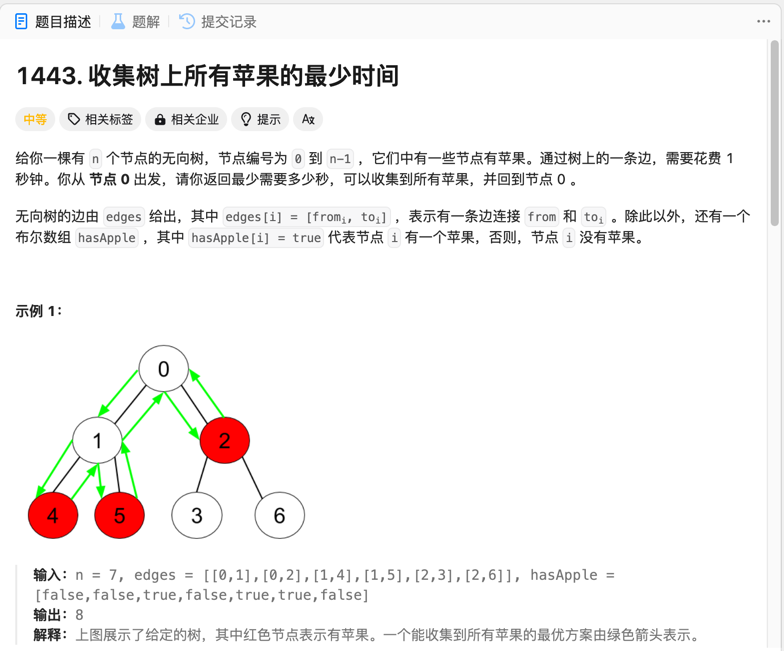 题目描述 题解 提交记录
1443. 收集树上所有苹果的最少时间
中等 相关标签 相关企业 提示 A文
给你一棵有 n 个节点的无向树，节点编号为 0 到 n-1 ，它们中有一些节点有苹果。通过树上的一条边，需要花费 1
秒钟。你从 节点 0 出发，请你返回最少需要多少秒，可以收集到所有苹果，并回到节点 0 。
无向树的边由 edges 给出，其中 edges[i] = [fromi, toi] ，表示有一条边连接 from 和 toi 。除此以外，还有一个
布尔数组 hasApple ，其中 hasApple[i] = true 代表节点 i 有一个苹果，否则，节点 i 没有苹果。
示例 1：
0
1 2
4 5 3 6
输入：n = 7, edges = [[0,1],[0,2],[1,4],[1,5],[2,3],[2,6]], hasApple =
[false,false,true,false,true,true,false]
输出：8
解释：上图展示了给定的树，其中红色节点表示有苹果。一个能收集到所有苹果的最优方案由绿色箭头表示。